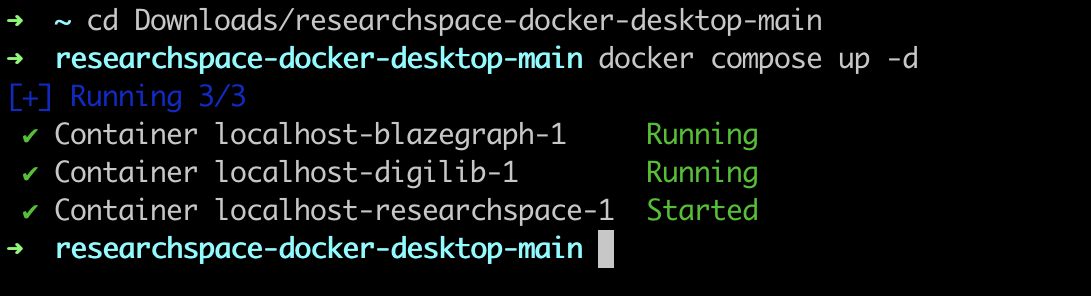 ➜  ~ cd Downloads/researchspace-docker-desktop-main
➜  researchspace-docker-desktop-main docker compose up -d
[+] Running 3/3
 ✔ Container localhost-blazegraph-1     Running
 ✔ Container localhost-digilib-1        Running
 ✔ Container localhost-researchspace-1  Started
➜  researchspace-docker-desktop-main